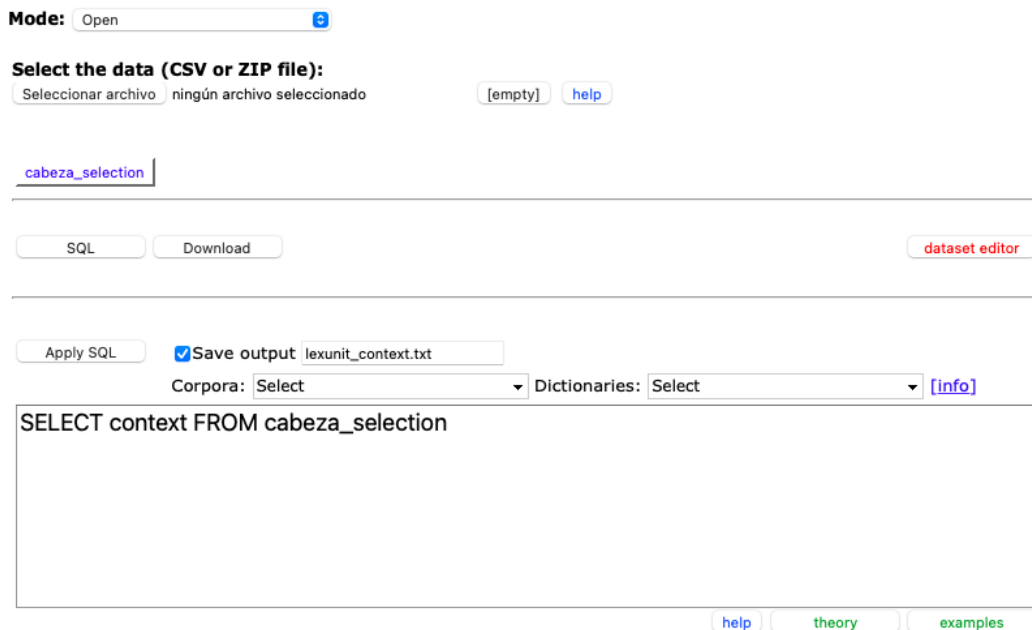 Mode: Open
Select the data (CSV or ZIP file):
Seleccionar archivo ningún archivo seleccionado [empty] help
cabeza_selection
SQL Download dataset editor
Apply SQL Save output lexunit_context.txt
Corpora: Select Dictionaries: Select [info]
SELECT context FROM cabeza_selection
help theory examples